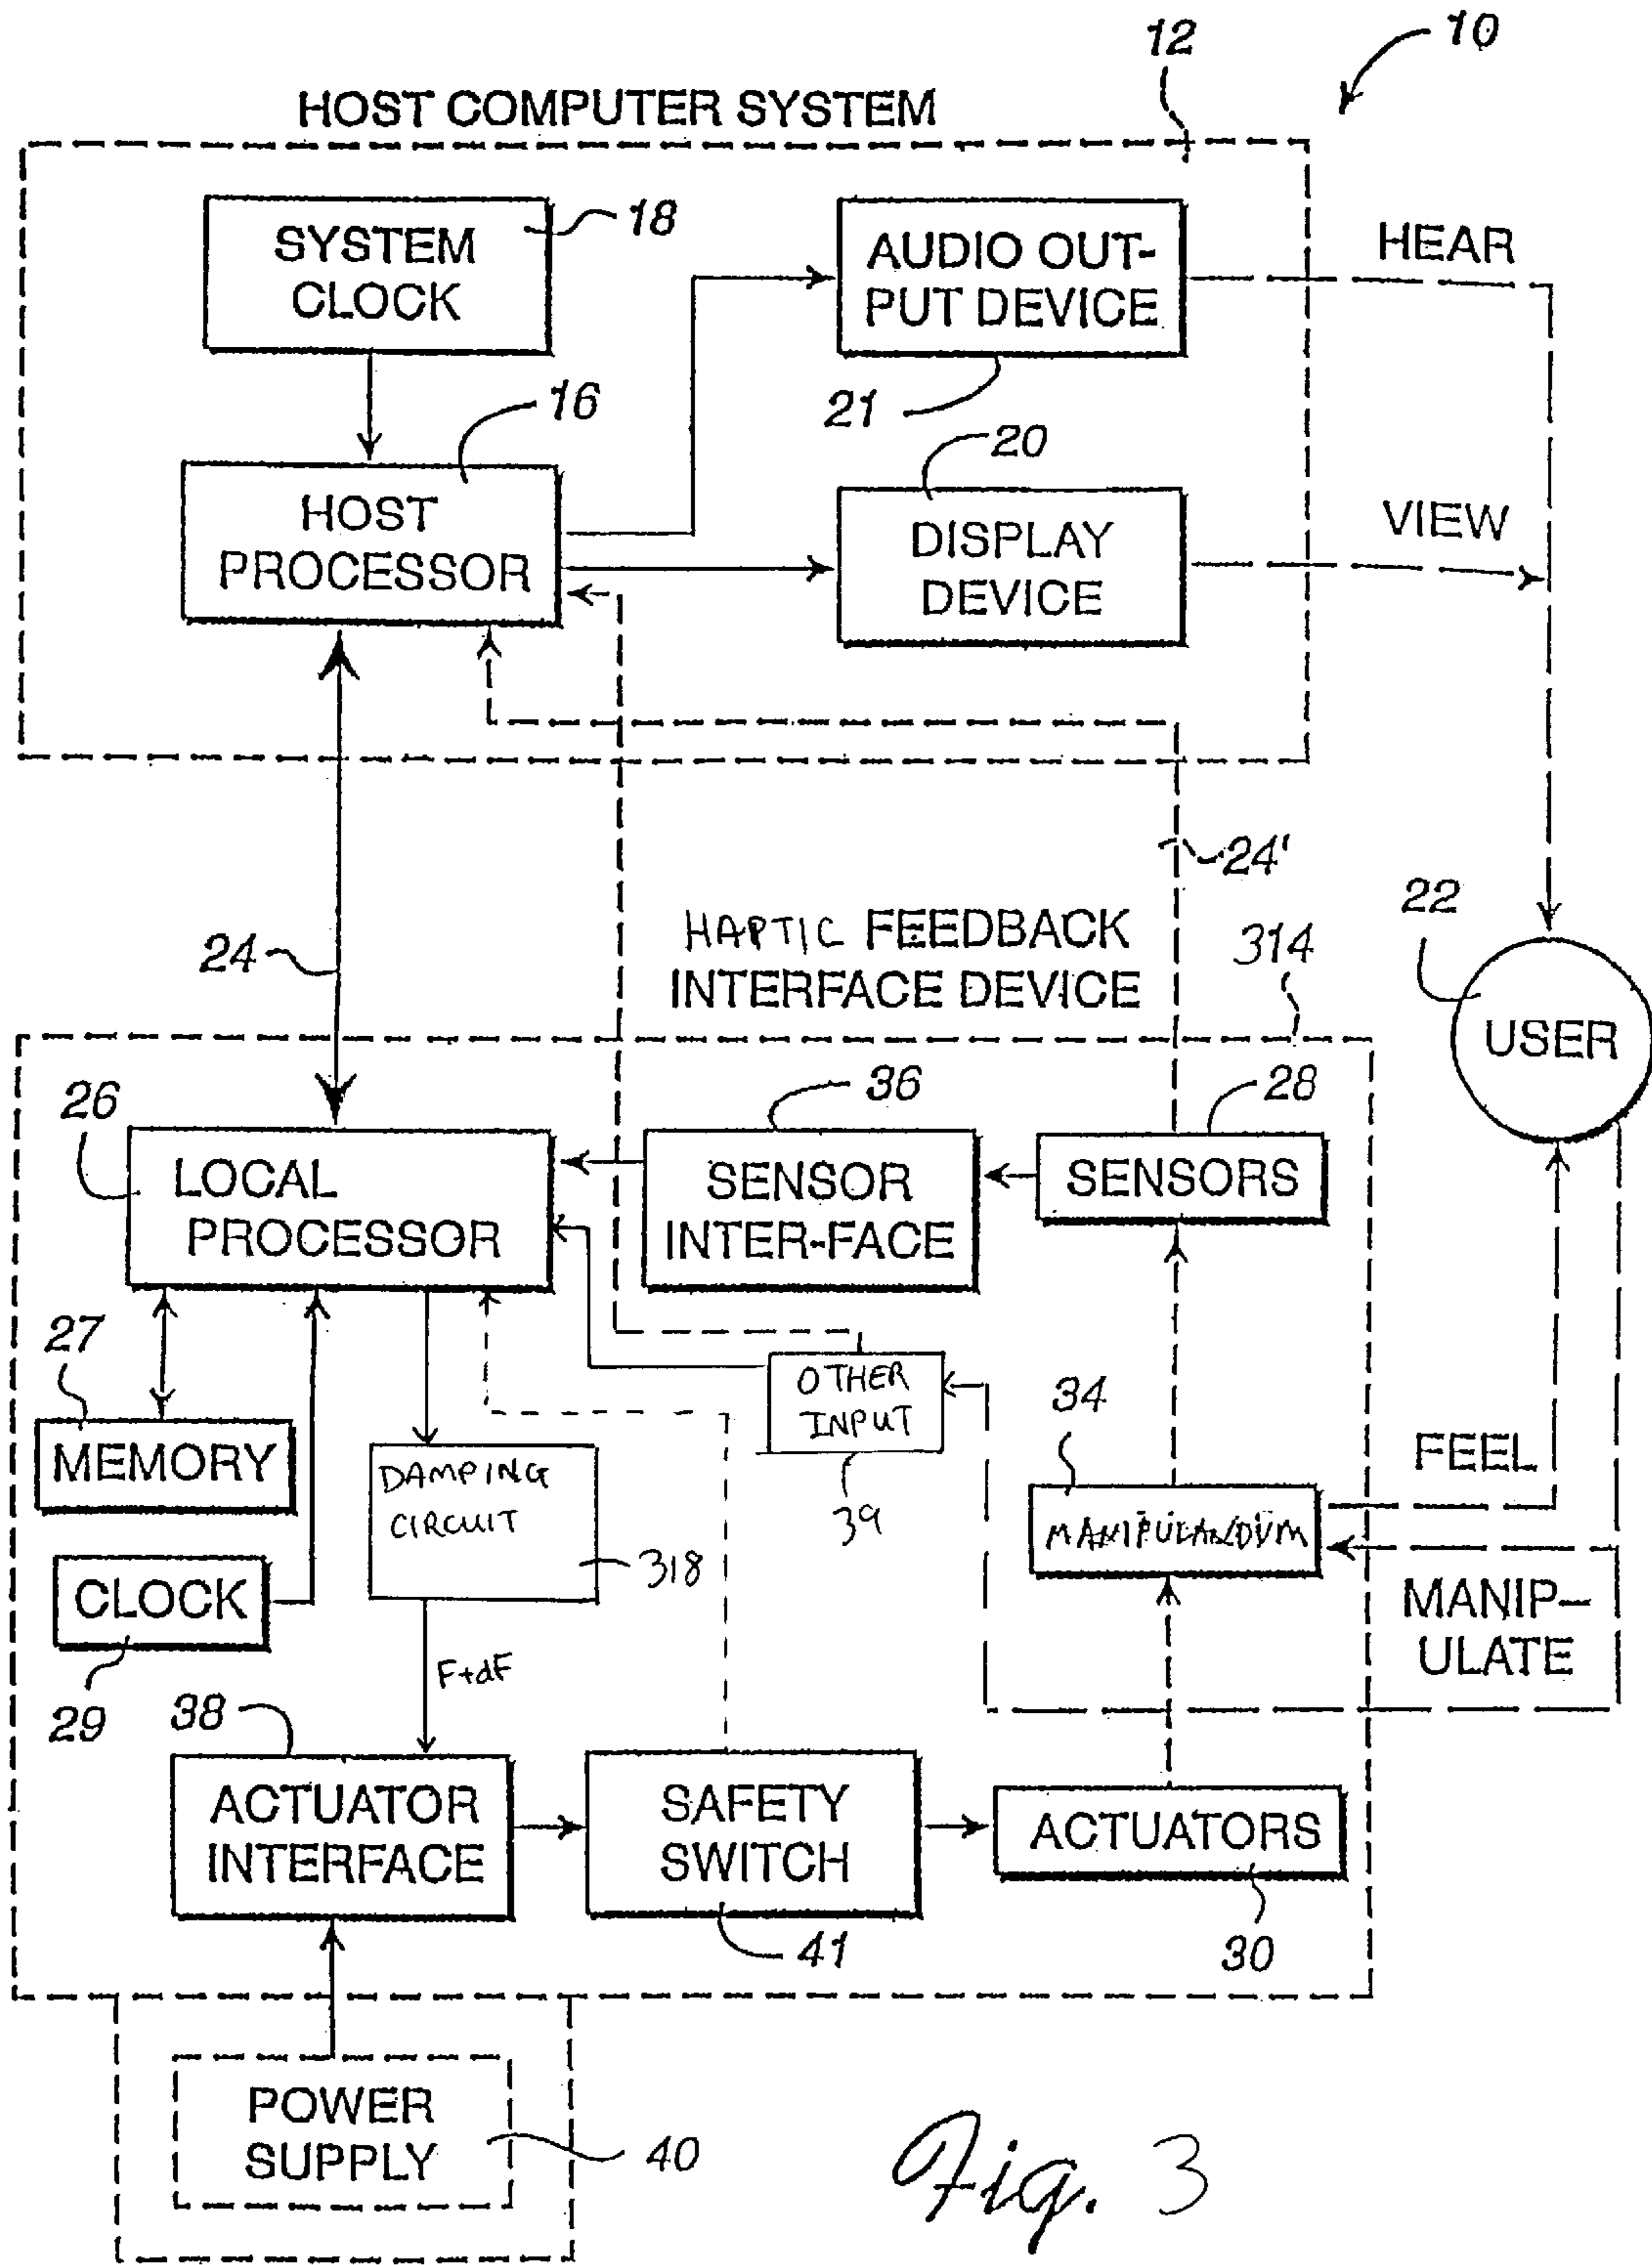 10
12
HOST COMPUTER SYSTEM
SYSTEM
CLOCK
18
AUDIO OUT-
PUT DEVICE
21
HEAR
16
HOST
PROCESSOR
20
DISPLAY
DEVICE
VIEW
24'
24
HAPTIC FEEDBACK
INTERFACE DEVICE
314
22
USER
26
LOCAL
PROCESSOR
36
SENSOR
INTER-FACE
28
SENSORS
27
MEMORY
CLOCK
29
DAMPING
CIRCUIT
318
F+dF
OTHER
INPUT
39
34
MANIPULANDUM
FEEL
MANIP-
ULATE
38
ACTUATOR
INTERFACE
SAFETY
SWITCH
41
ACTUATORS
30
POWER
SUPPLY
40
Fig. 3